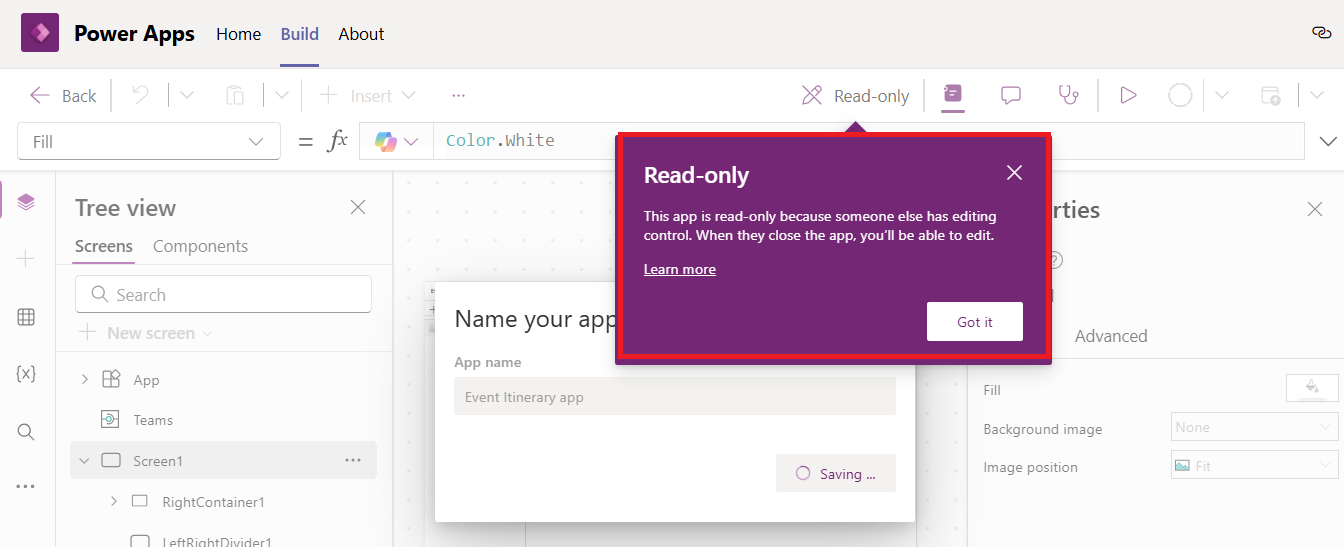 Power Apps Home Build About
Back Insert ... Read-only
Fill = fx Color.White
Tree view
Screens Components
Search
New screen
App
Teams
Screen1
RightContainer1
LeftRightDivider1
Name your app
App name
Event Itinerary app
Saving ...
Read-only
This app is read-only because someone else has editing
control. When they close the app, you'll be able to edit.
Learn more
Got it
rties
Advanced
Fill
Background image None
Image position Fit